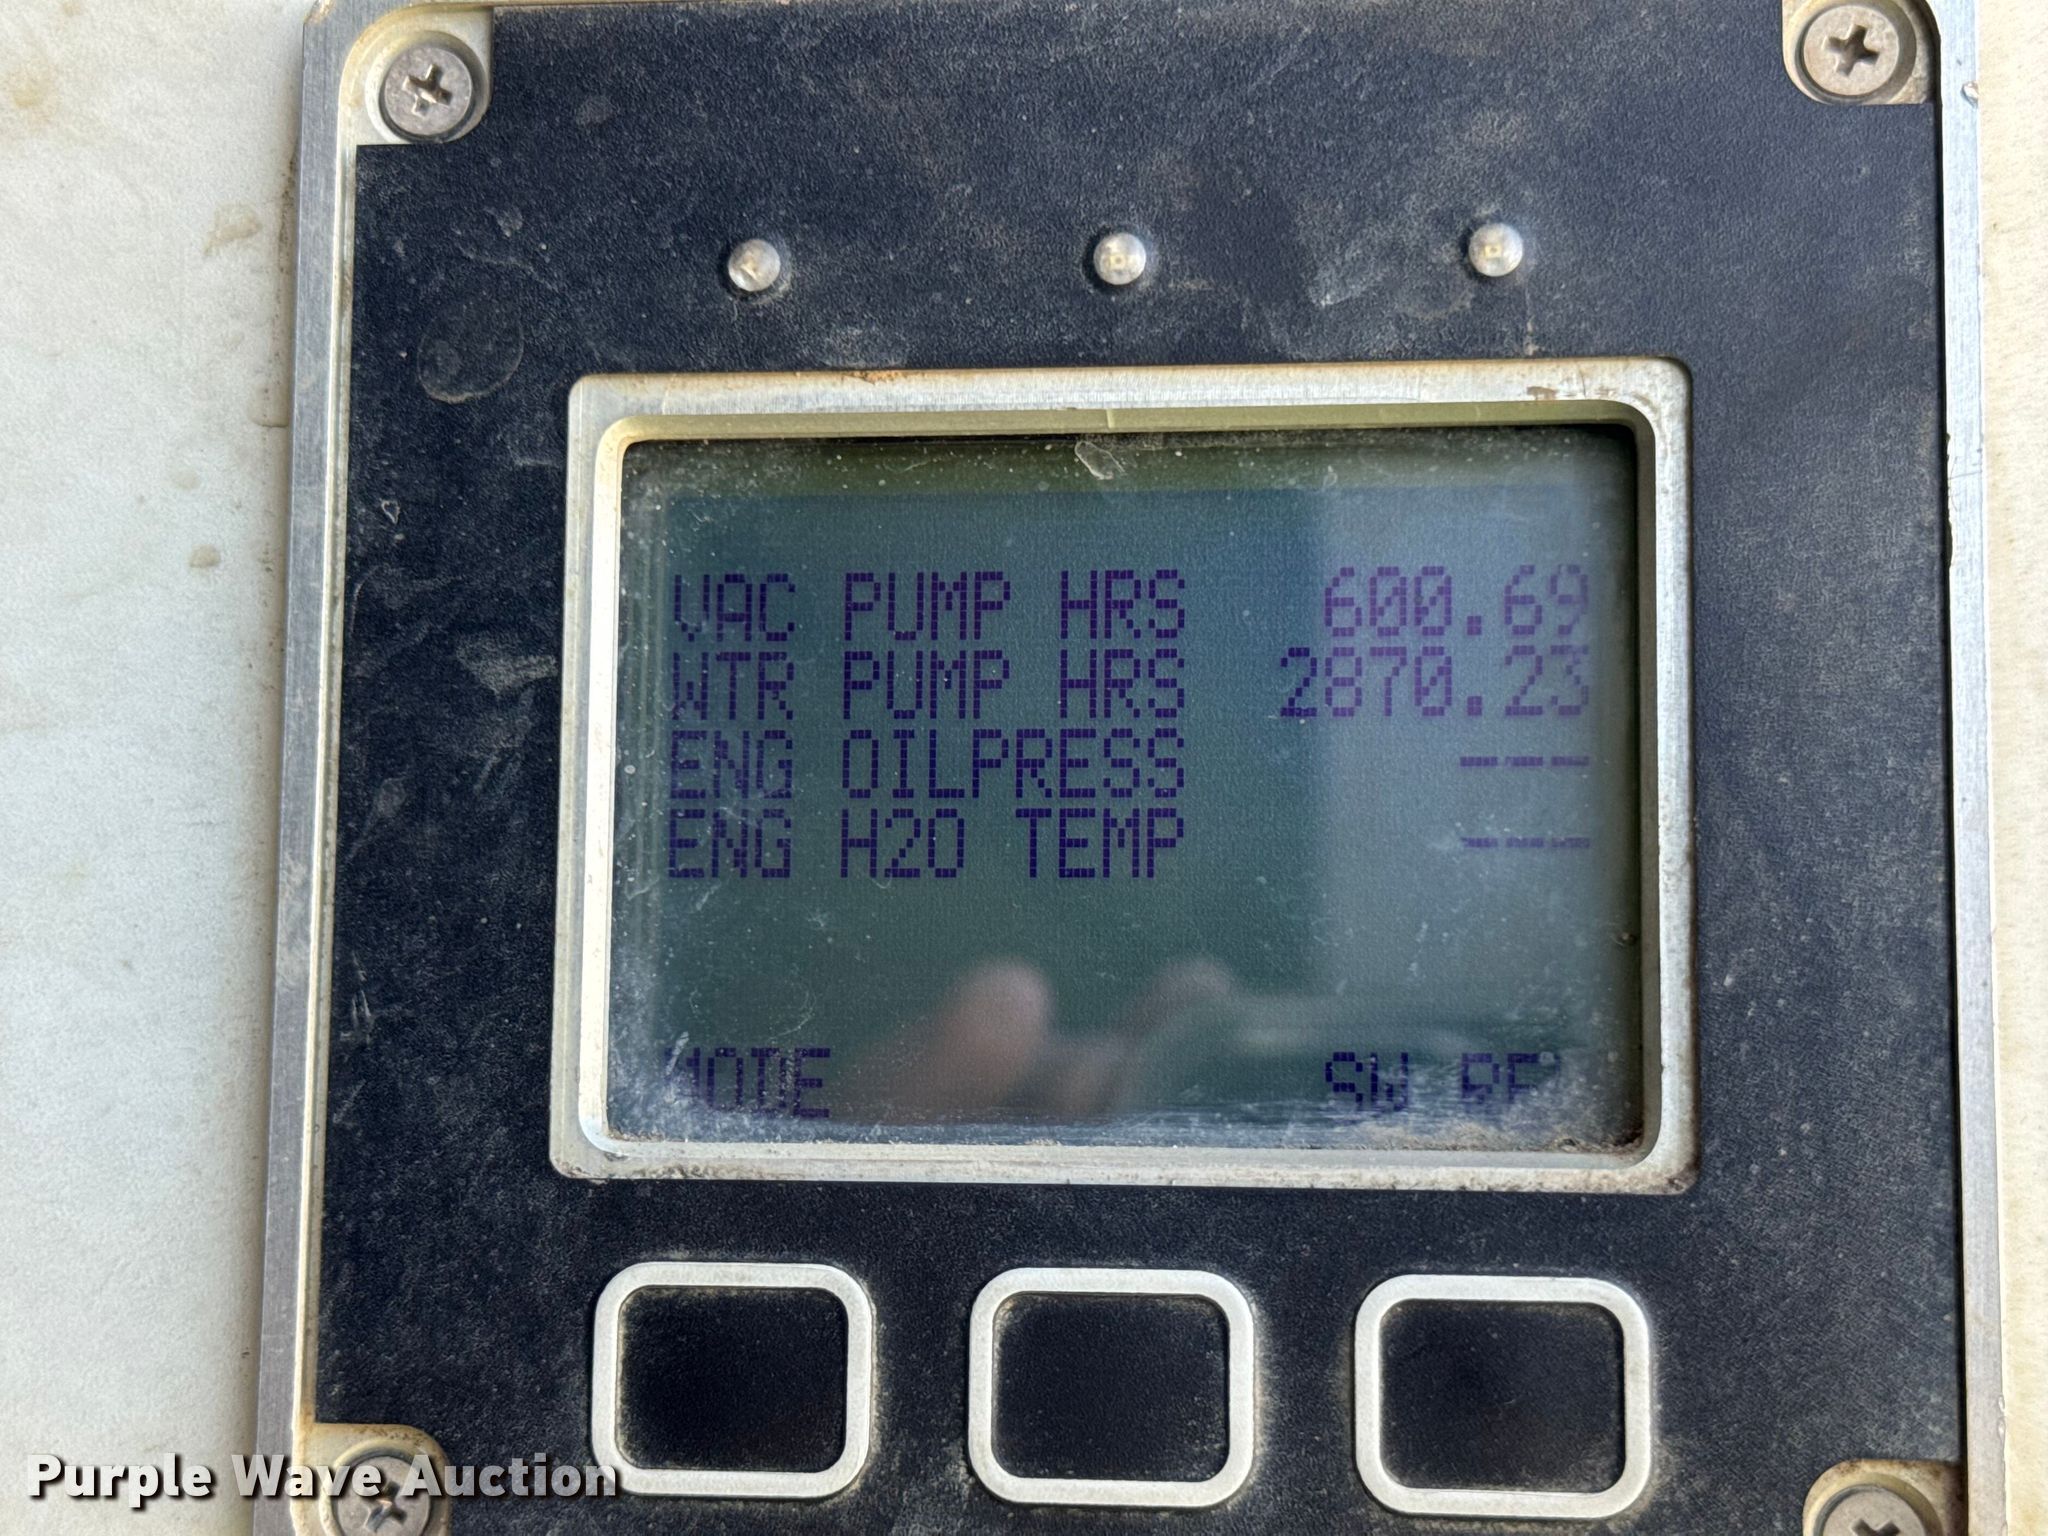 VAC PUMP HRS 600.69
WTR PUMP HRS 2870.23
ENG OILPRESS ---
ENG H2O TEMP ---
MODE SW
Purple Wave Auction